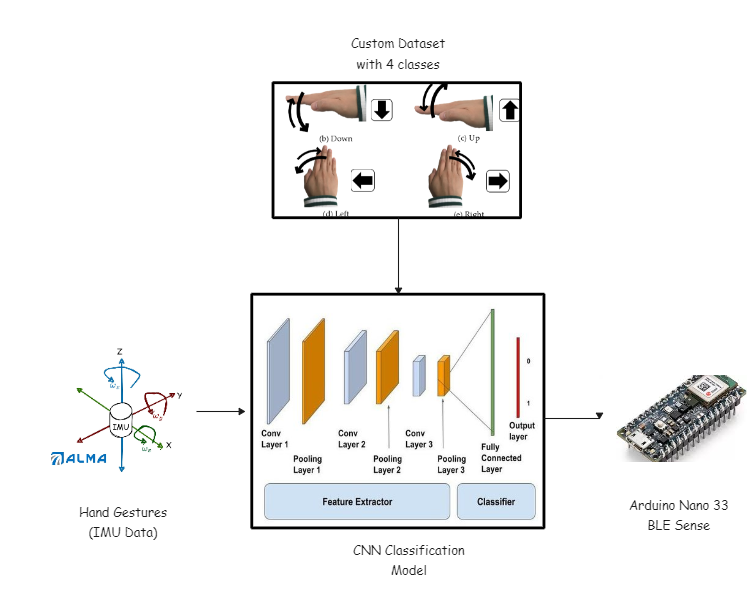 Custom Dataset
with 4 classes
(b) Down
(c) Up
(d) Left
(e) Right
Z
Y
IMU
X
ALMA
Hand Gestures
(IMU Data)
0
1
Conv
Layer 1
Pooling
Layer 1
Conv
Layer 2
Pooling
Layer 2
Conv
Layer 3
Pooling
Layer 3
Fully
Connected
Layer
Output
layer
Feature Extractor
Classifier
CNN Classification
Model
Arduino Nano 33
BLE Sense